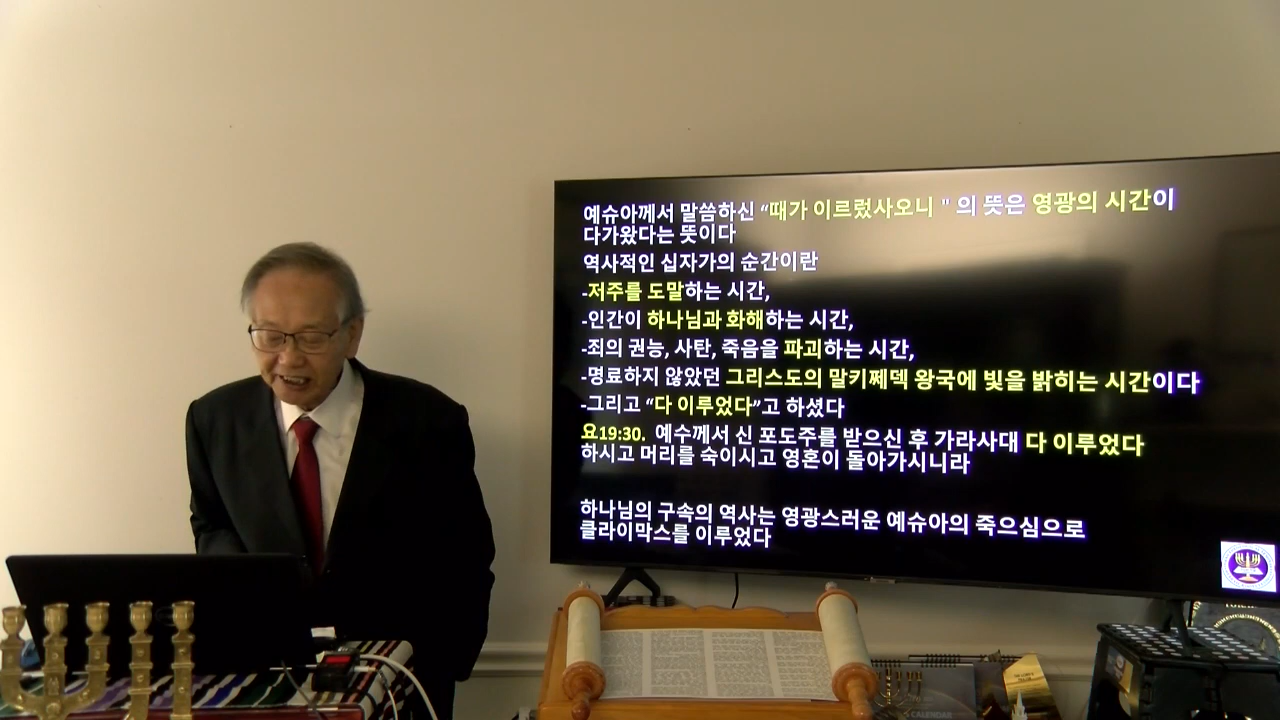 예슈아께서 말씀하신 “때가 이르렀사오니 " 의 뜻은 영광의 시간이
다가왔다는 뜻이다
역사적인 십자가의 순간이란
-저주를 도말하는 시간,
-인간이 하나님과 화해하는 시간,
-죄의 권능, 사탄, 죽음을 파괴하는 시간,
-명료하지 않았던 그리스도의 말키쩨덱 왕국에 빛을 밝히는 시간이다
-그리고 “다 이루었다”고 하셨다
요19:30. 예수께서 신 포도주를 받으신 후 가라사대 다 이루었다
하시고 머리를 숙이시고 영혼이 돌아가시니라
하나님의 구속의 역사는 영광스러운 예슈아의 죽으심으로
클라이막스를 이루었다
CALENDAR